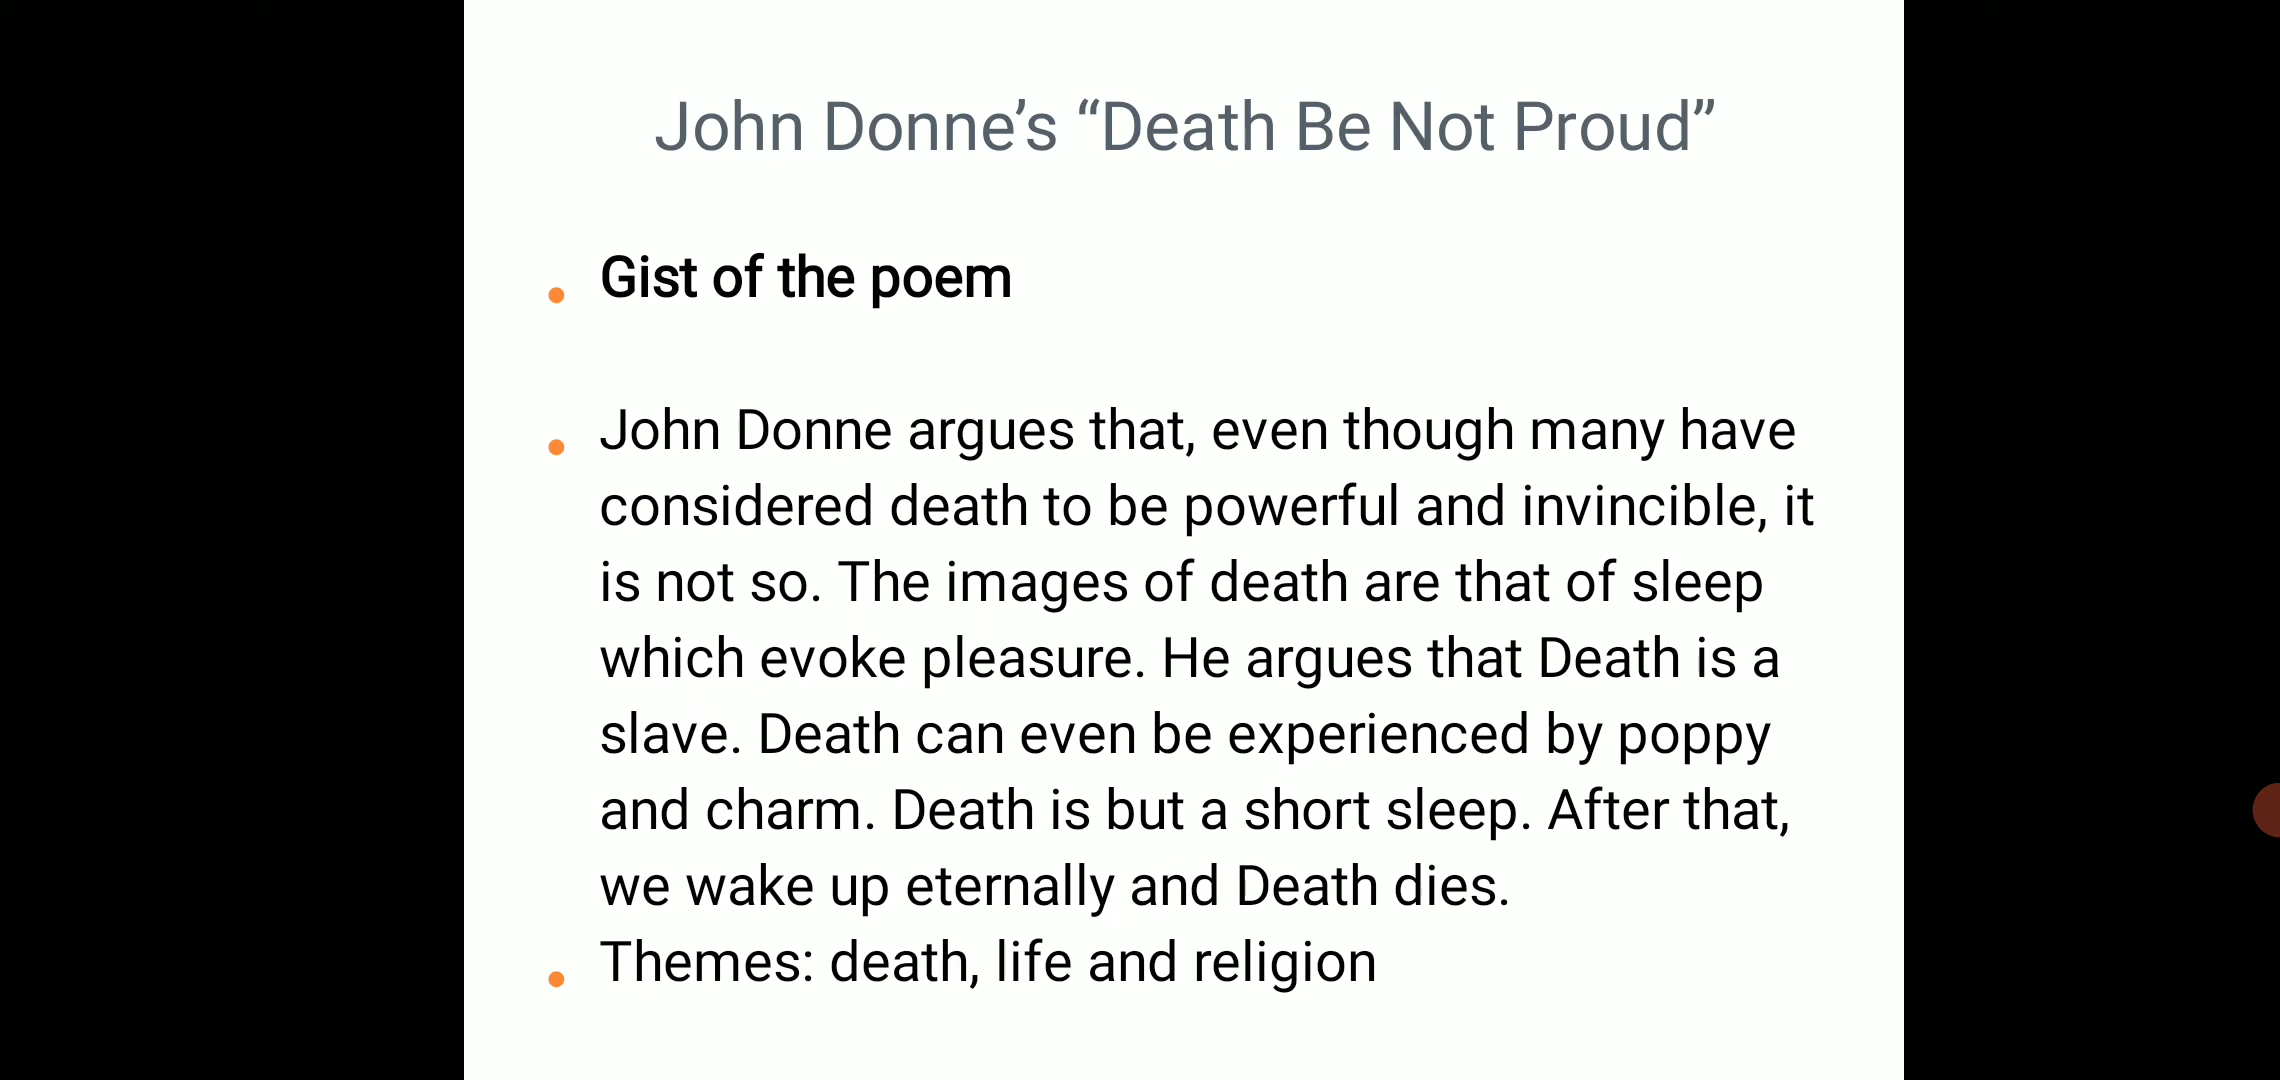 John Donne’s “Death Be Not Proud”
Gist of the poem
John Donne argues that, even though many have
considered death to be powerful and invincible, it
is not so. The images of death are that of sleep
which evoke pleasure. He argues that Death is a
slave. Death can even be experienced by poppy
and charm. Death is but a short sleep. After that,
we wake up eternally and Death dies.
Themes: death, life and religion